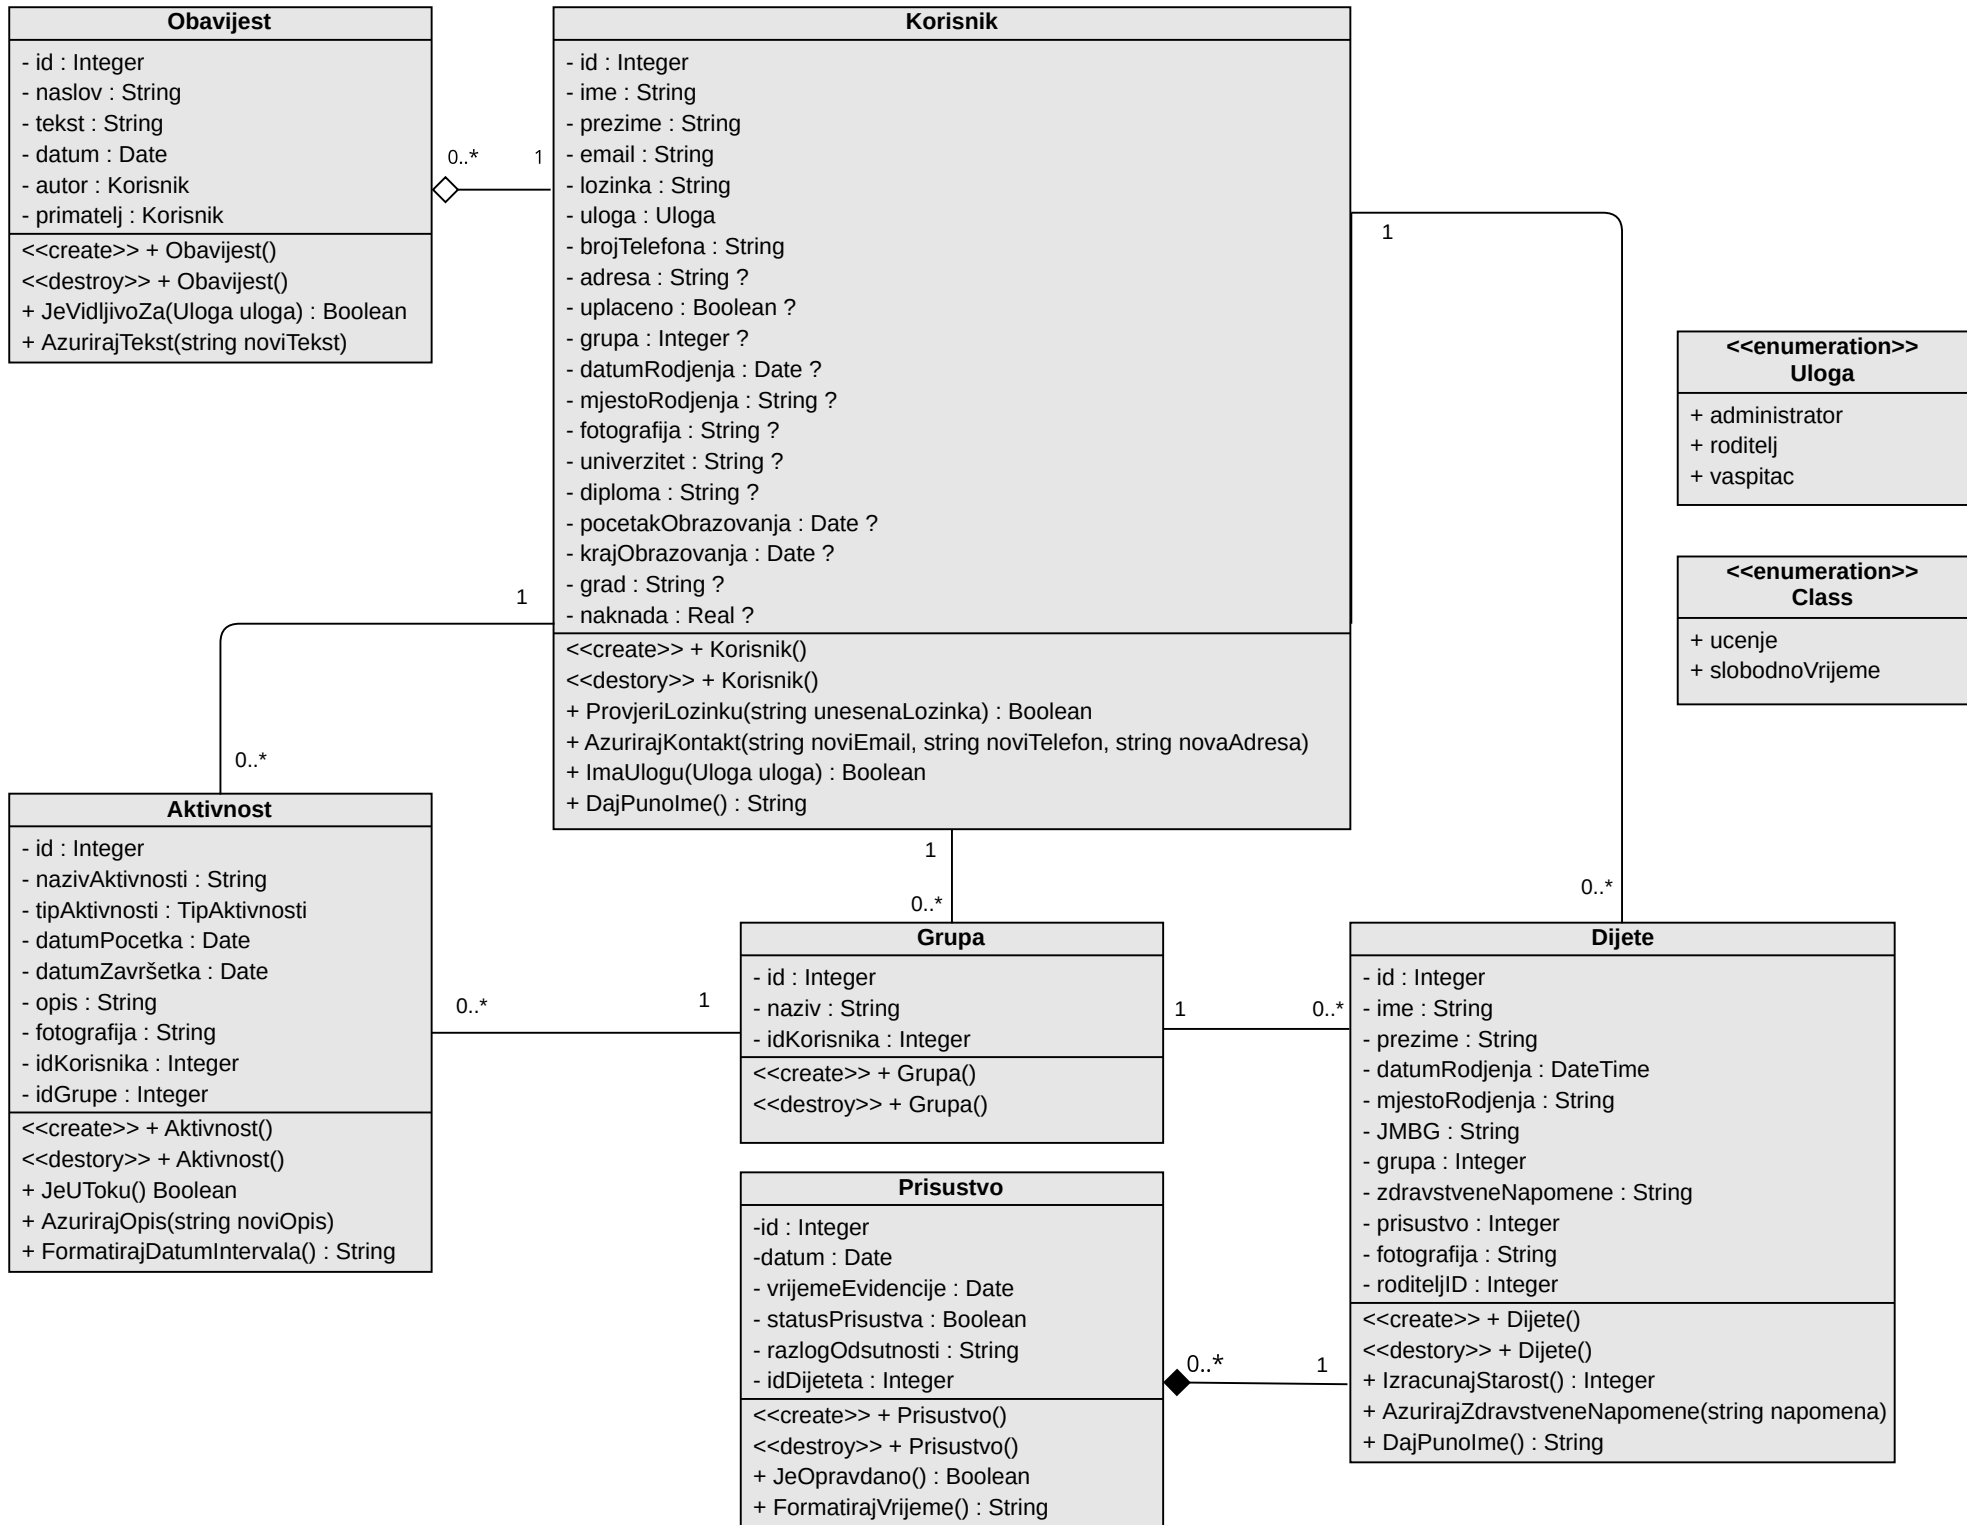 Obavijest
- id : Integer
- naslov : String
- tekst : String
- datum : Date
- autor : Korisnik
- primatelj : Korisnik
<<create>> + Obavijest()
<<destroy>> + Obavijest()
+ JeVidljivoZa(Uloga uloga) : Boolean
+ AzurirajTekst(string noviTekst)
0..*
1
Korisnik
- id : Integer
- ime : String
- prezime : String
- email : String
- lozinka : String
- uloga : Uloga
- brojTelefona : String
- adresa : String ?
- uplaceno : Boolean ?
- grupa : Integer ?
- datumRodjenja : Date ?
- mjestoRodjenja : String ?
- fotografija : String ?
- univerzitet : String ?
- diploma : String ?
- pocetakObrazovanja : Date ?
- krajObrazovanja : Date ?
- grad : String ?
- naknada : Real ?
<<create>> + Korisnik()
<<destory>> + Korisnik()
+ ProvjeriLozinku(string unesenaLozinka) : Boolean
+ AzurirajKontakt(string noviEmail, string noviTelefon, string novaAdresa)
+ ImaUlogu(Uloga uloga) : Boolean
+ DajPunoIme() : String
1
0..*
<<enumeration>>
Uloga
+ administrator
+ roditelj
+ vaspitac
<<enumeration>>
Class
+ ucenje
+ slobodnoVrijeme
1
0..*
Aktivnost
- id : Integer
- nazivAktivnosti : String
- tipAktivnosti : TipAktivnosti
- datumPocetka : Date
- datumZavršetka : Date
- opis : String
- fotografija : String
- idKorisnika : Integer
- idGrupe : Integer
<<create>> + Aktivnost()
<<destory>> + Aktivnost()
+ JeUToku() Boolean
+ AzurirajOpis(string noviOpis)
+ FormatirajDatumIntervala() : String
0..*
1
1
0..*
Grupa
- id : Integer
- naziv : String
- idKorisnika : Integer
<<create>> + Grupa()
<<destroy>> + Grupa()
1
0..*
Dijete
- id : Integer
- ime : String
- prezime : String
- datumRodjenja : DateTime
- mjestoRodjenja : String
- JMBG : String
- grupa : Integer
- zdravstveneNapomene : String
- prisustvo : Integer
- fotografija : String
- roditeljID : Integer
<<create>> + Dijete()
<<destory>> + Dijete()
+ IzracunajStarost() : Integer
+ AzurirajZdravstveneNapomene(string napomena)
+ DajPunoIme() : String
Prisustvo
-id : Integer
-datum : Date
- vrijemeEvidencije : Date
- statusPrisustva : Boolean
- razlogOdsutnosti : String
- idDijeteta : Integer
<<create>> + Prisustvo()
<<destroy>> + Prisustvo()
+ JeOpravdano() : Boolean
+ FormatirajVrijeme() : String
0..*
1